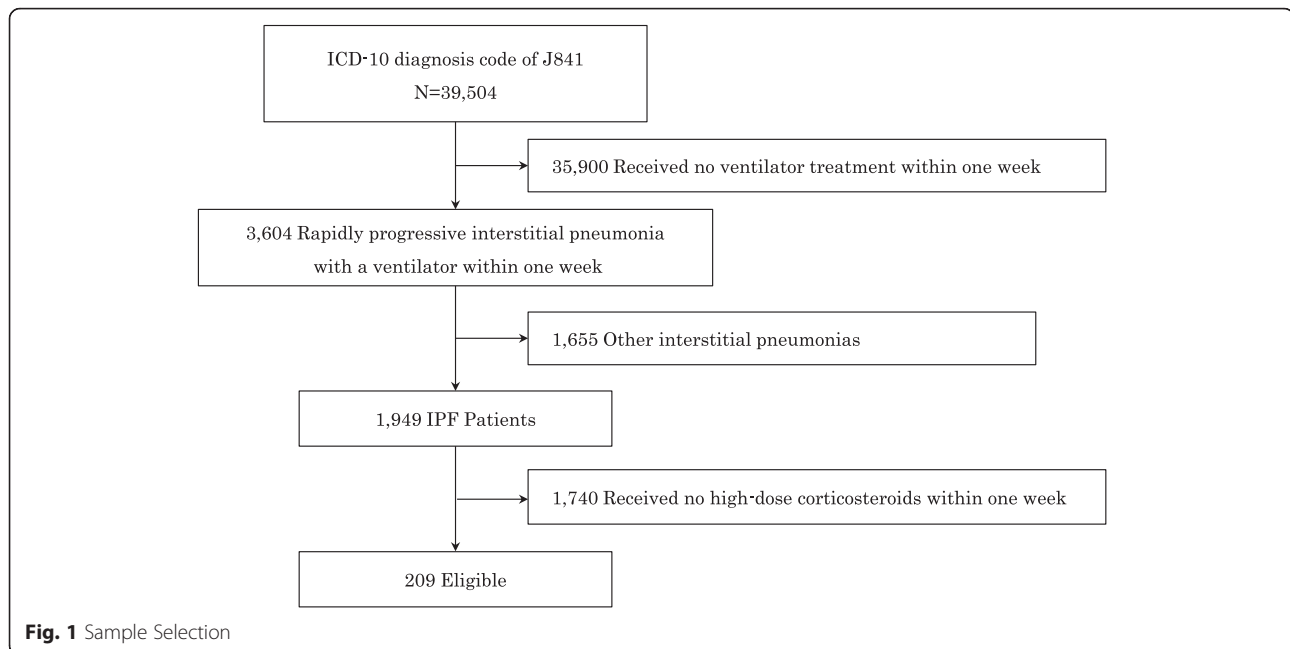 ICD-10 diagnosis code of J841
N=39,504
35,900 Received no ventilator treatment within one week
3,604 Rapidly progressive interstitial pneumonia
with a ventilator within one week
1,655 Other interstitial pneumonias
1,949 IPF Patients
1,740 Received no high-dose corticosteroids within one week
209 Eligible
Fig. 1 Sample Selection